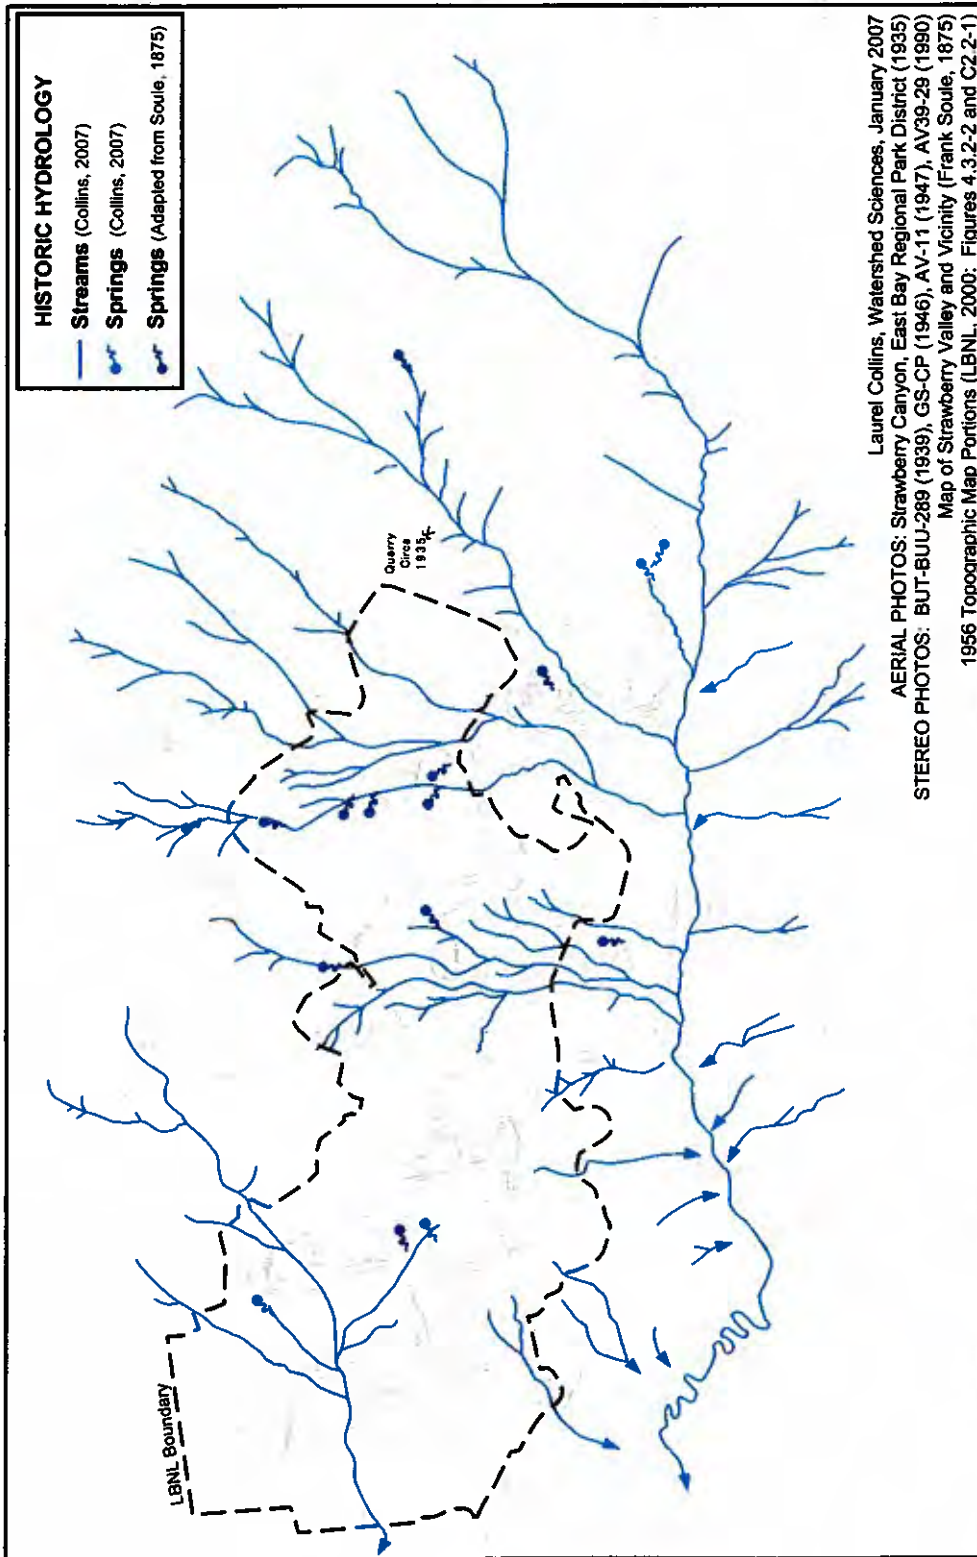 HISTORIC HYDROLOGY
Streams (Collins, 2007)
Springs (Collins, 2007)
Springs (Adapted from Soule, 1875)
Quarry
Circa
1935
LBNL Boundary
Laurel Collins, Watershed Sciences, January 2007
AERIAL PHOTOS: Strawberry Canyon, East Bay Regional Park District (1935)
STEREO PHOTOS: BUT-BUU-289 (1939), GS-CP (1946), AV-11 (1947), AV39-29 (1990)
Map of Strawberry Valley and Vicinity (Frank Soule, 1875)
1956 Topographic Map Portions (LBNL, 2000: Figures 4.3.2-2 and C2.2-1)